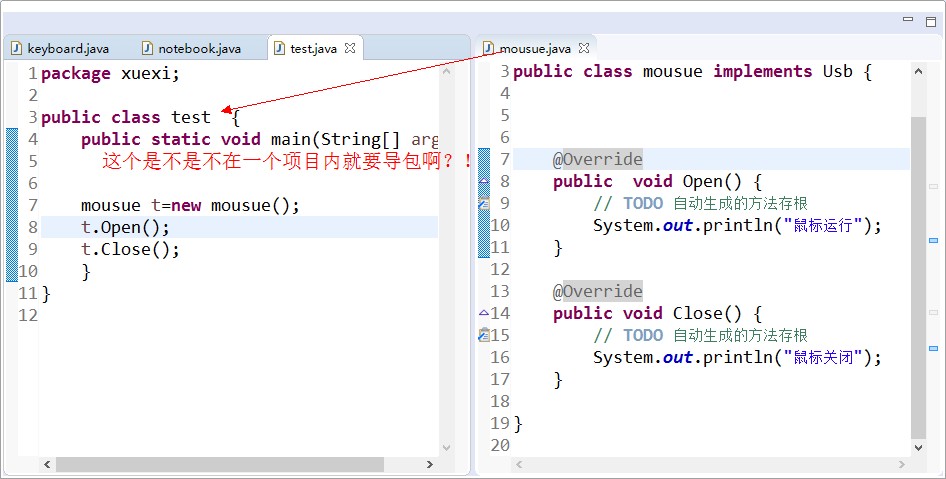 keyboard.java notebook.java test.java
1 package xuexi;
2
3 public class test {
4 public static void main(String[] arg
5 这个是不是不在一个项目内就要导包啊？！
6
7 mousue t=new mousue();
8 t.Open();
9 t.Close();
10 }
11 }
12
mousue.java
3 public class mousue implements Usb {
4
5
6
7 @Override
8 public void Open() {
9 // TODO 自动生成的方法存根
10 System.out.println("鼠标运行");
11 }
12
13 @Override
14 public void Close() {
15 // TODO 自动生成的方法存根
16 System.out.println("鼠标关闭");
17 }
18
19 }
20